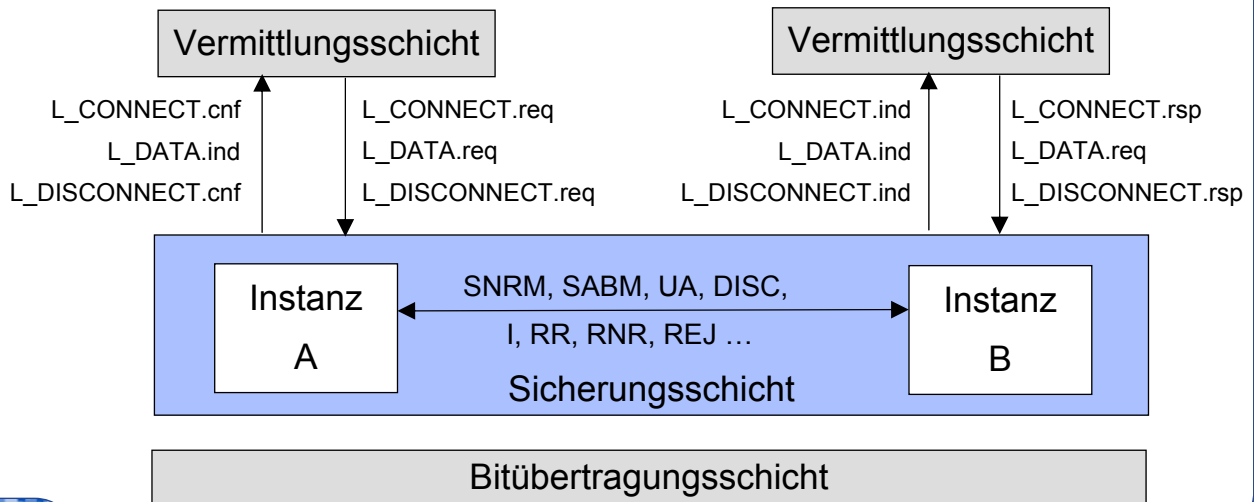 Vermittlungsschicht
Vermittlungsschicht
L_CONNECT.cnf
L_DATA.ind
L_DISCONNECT.cnf
L_CONNECT.req
L_DATA.req
L_DISCONNECT.req
L_CONNECT.ind
L_DATA.ind
L_DISCONNECT.ind
L_CONNECT.rsp
L_DATA.req
L_DISCONNECT.rsp
Instanz
A
SNRM, SABM, UA, DISC,
I, RR, RNR, REJ …
Instanz
B
Sicherungsschicht
Bitübertragungsschicht